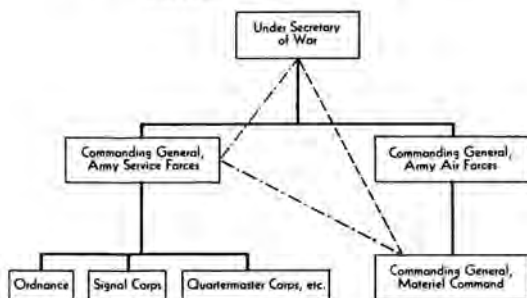 Under Secretary
of War
Commanding General,
Army Service Forces
Commanding General,
Army Air Forces
Ordnance
Signal Corps
Quartermaster Corps, etc.
Commanding General,
Materiel Command